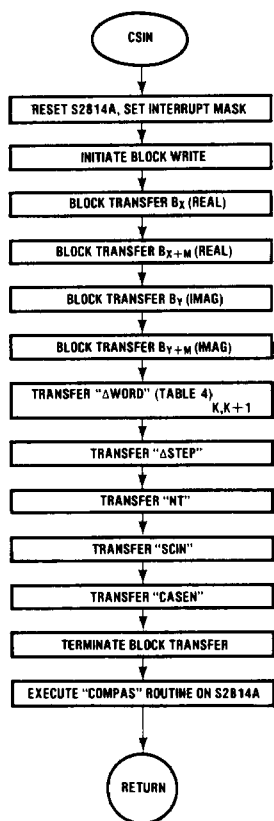 CSIN
RESET S2814A, SET INTERRUPT MASK
INITIATE BLOCK WRITE
BLOCK TRANSFER BX (REAL)
BLOCK TRANSFER BX+M (REAL)
BLOCK TRANSFER BY (IMAG)
BLOCK TRANSFER BY+M (IMAG)
TRANSFER "ΔWORD" (TABLE 4)
K,K+1
TRANSFER "ΔSTEP"
TRANSFER "NT"
TRANSFER "SCIN"
TRANSFER "CASEN"
TERMINATE BLOCK TRANSFER
EXECUTE "COMPAS" ROUTINE ON S2814A
RETURN